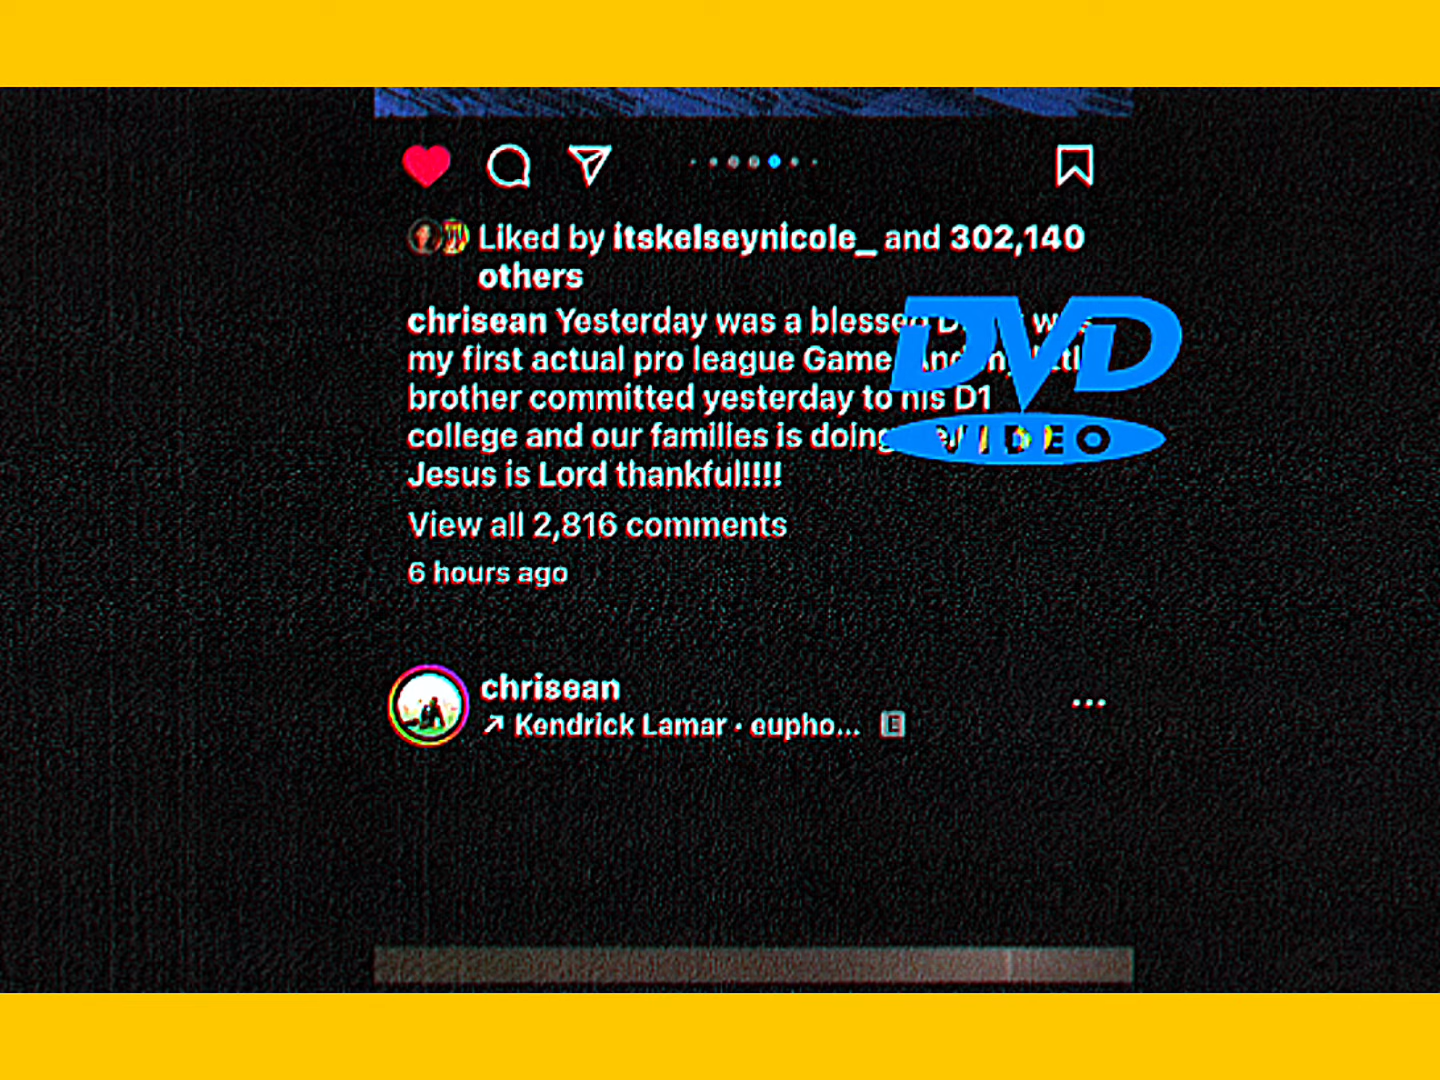 Liked by itskelseynicole_ and 302,140
others
chrisean Yesterday was a blessed
my first actual pro league Game
brother committed yesterday to his D1
college and our families is doing
Jesus is Lord thankful!!!!
View all 2,816 comments
6 hours ago
DVD
VIDEO
chrisean
Kendrick Lamar · eupho... E